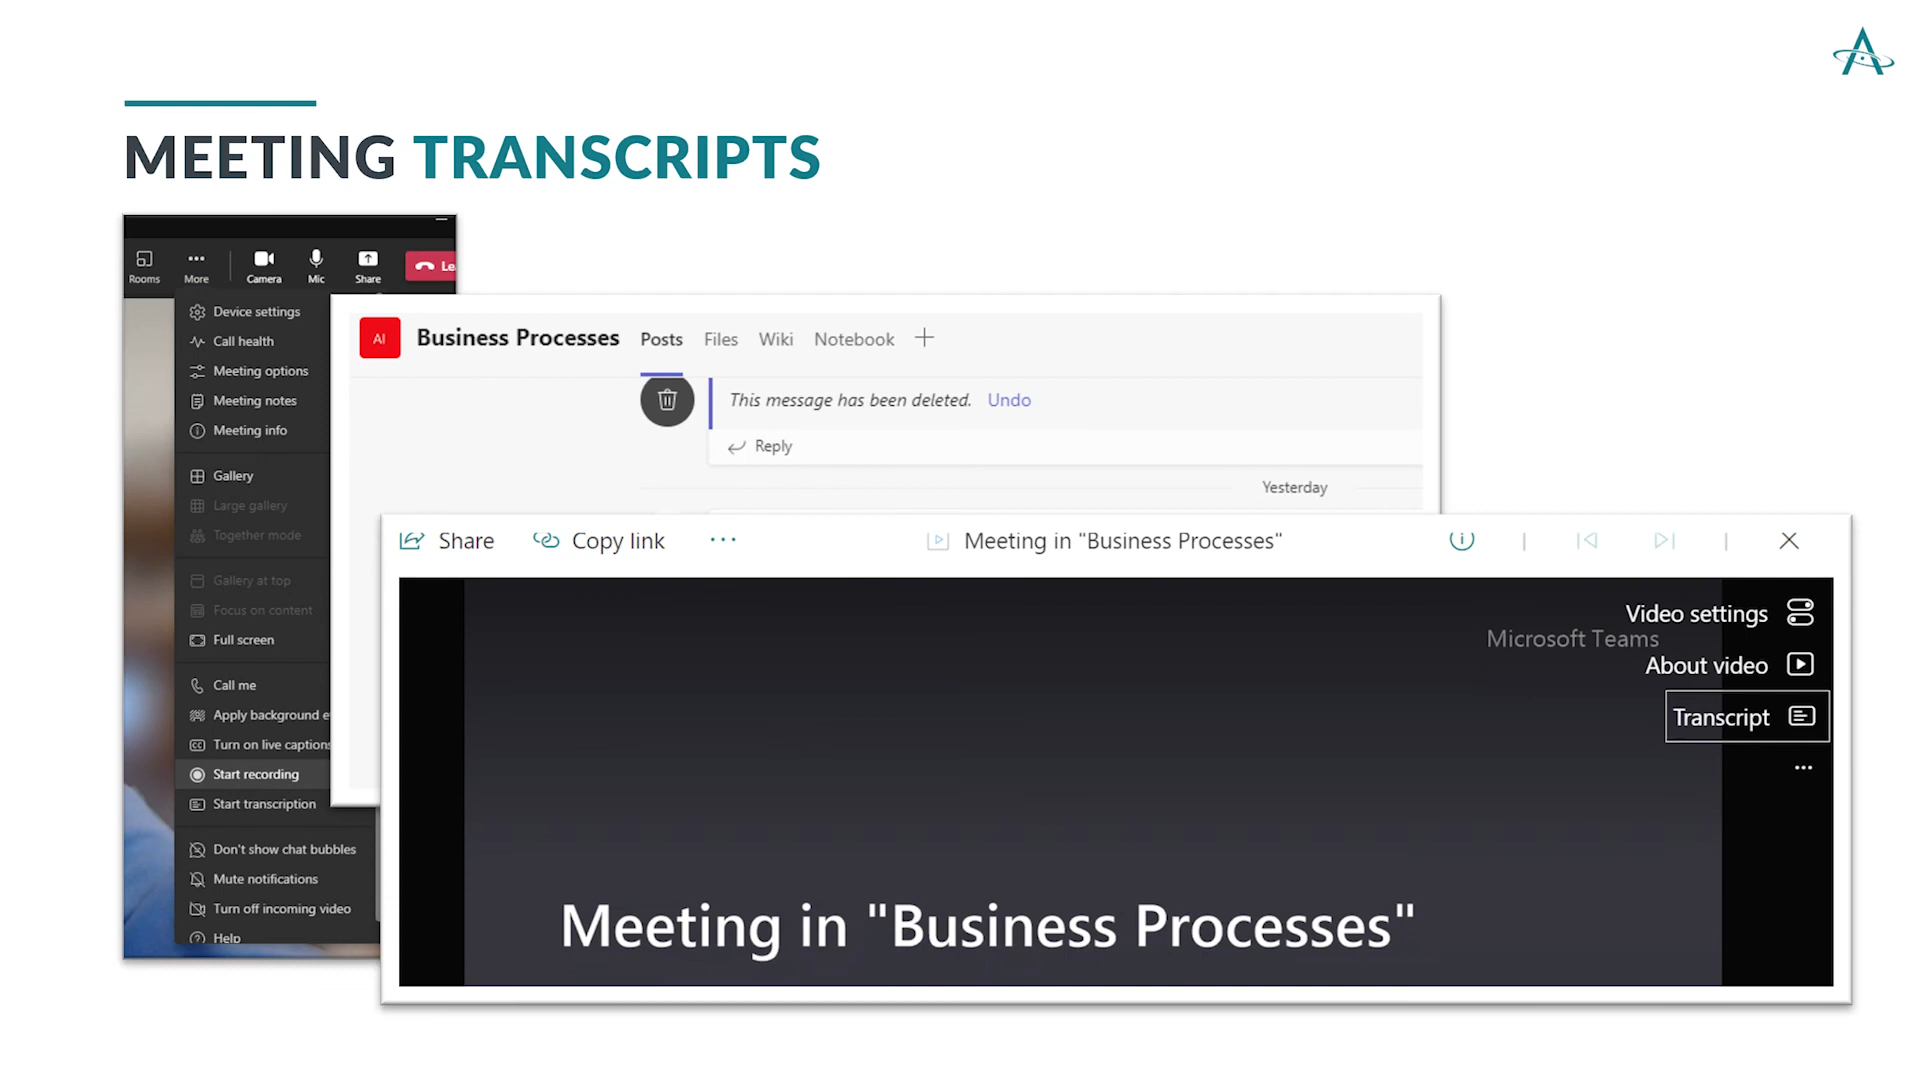 MEETING TRANSCRIPTS
Rooms
More
Camera
Mic
Share
Device settings
Call health
Meeting options
Meeting notes
Meeting info
Gallery
Large gallery
Together mode
Gallery at top
Focus on content
Full screen
Call me
Apply background
Turn on live captions
Start recording
Start transcription
Don't show chat bubbles
Mute notifications
Turn off incoming video
Help
AI
Business Processes Posts Files Wiki Notebook +
This message has been deleted. Undo
Reply
Yesterday
Share Copy link ... Meeting in "Business Processes"
Video settings
Microsoft Teams
About video
Transcript
...
Meeting in "Business Processes"